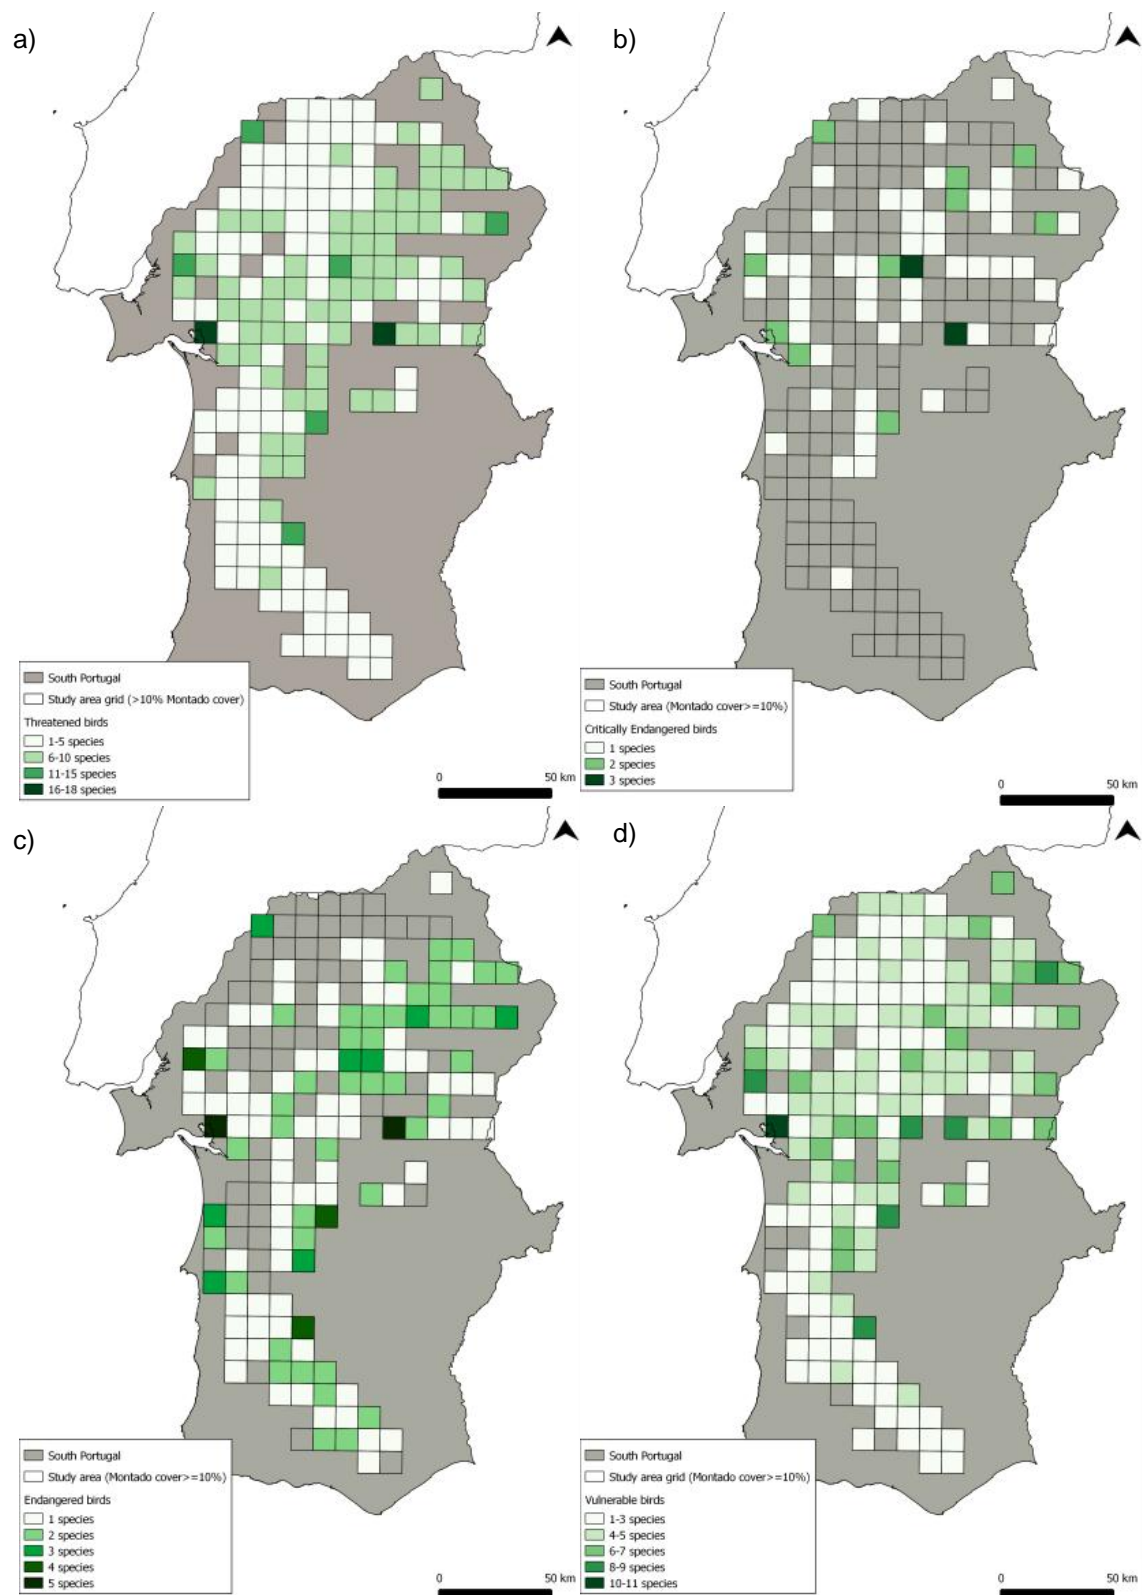 a)
b)
South Portugal
Study area grid (>10% Montado cover)
Threatened birds
1-5 species
6-10 species
11-15 species
16-18 species
0 50 km
South Portugal
Study area (Montado cover>=10%)
Critically Endangered birds
1 species
2 species
3 species
0 50 km
c)
d)
South Portugal
Study area (Montado cover>=10%)
Endangered birds
1 species
2 species
3 species
4 species
5 species
0 50 km
South Portugal
Study area grid (Montado cover>=10%)
Vulnerable birds
1-3 species
4-5 species
6-7 species
8-9 species
10-11 species
0 50 km